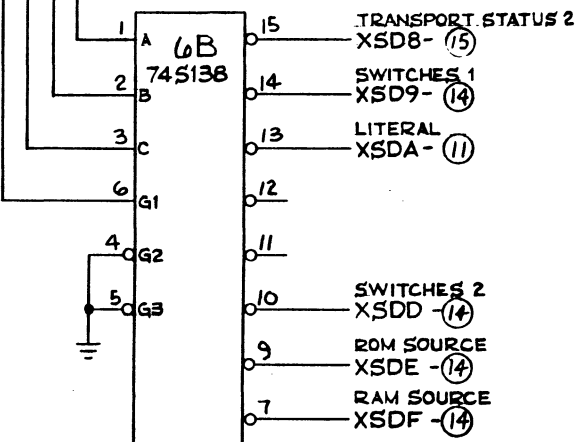 1 A 6B 15 TRANSPORT STATUS 2
XSD8- 15
74S138
2 B 14 SWITCHES 1
XSD9- 14
3 C 13 LITERAL
XSDA- 11
6 G1 12
4 G2 11
5 G3 10 SWITCHES 2
XSDD -14
9 ROM SOURCE
XSDE -14
7 RAM SOURCE
XSDF -14